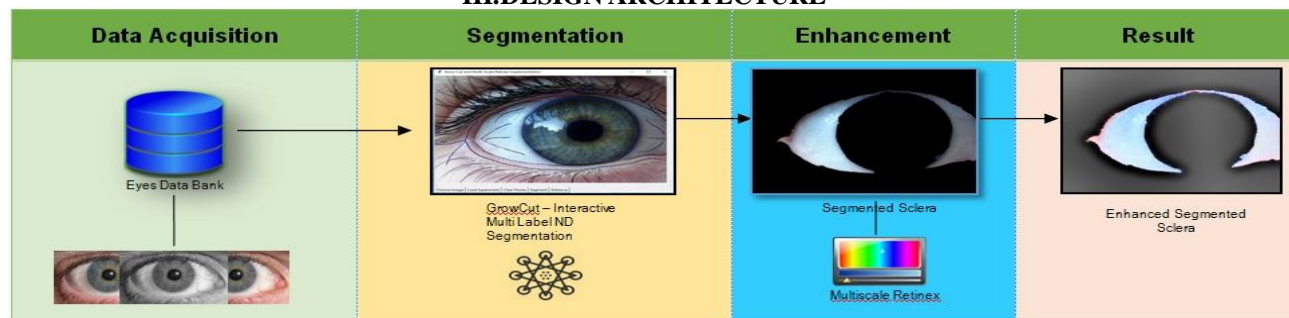 III.DESIGN ARCHITECTURE
Data Acquisition
Segmentation
Enhancement
Result
Eyes Data Bank
GrowCut – Interactive
Multi Label ND
Segmentation
Segmented Sclera
Multiscale Retinex
Enhanced Segmented
Sclera